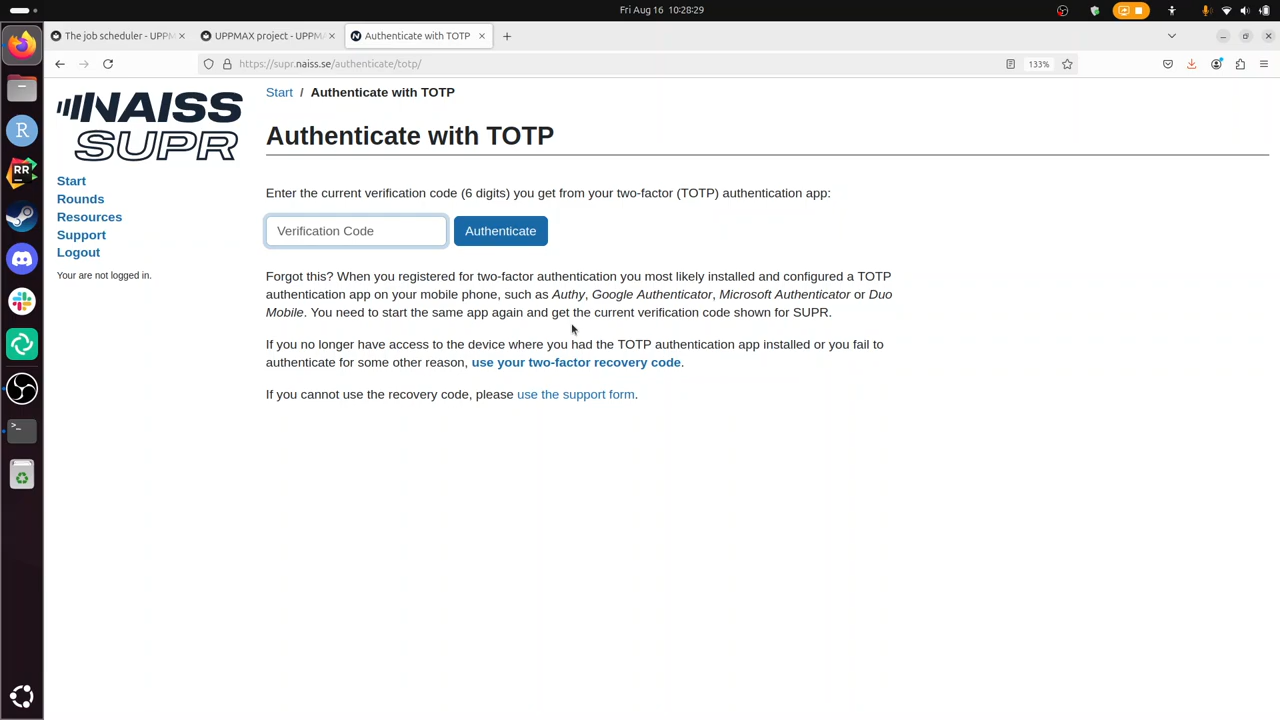 Fri Aug 16 10:28:29
The job scheduler - UPPM
UPPMAX project - UPPMA
Authenticate with TOTP
https://supr.naiss.se/authenticate/totp/
133%
NAISS
SUPR
Start
Rounds
Resources
Support
Logout
Your are not logged in.
Start / Authenticate with TOTP
Authenticate with TOTP
Enter the current verification code (6 digits) you get from your two-factor (TOTP) authentication app:
Verification Code
Authenticate
Forgot this? When you registered for two-factor authentication you most likely installed and configured a TOTP
authentication app on your mobile phone, such as Authy, Google Authenticator, Microsoft Authenticator or Duo
Mobile. You need to start the same app again and get the current verification code shown for SUPR.
If you no longer have access to the device where you had the TOTP authentication app installed or you fail to
authenticate for some other reason, use your two-factor recovery code.
If you cannot use the recovery code, please use the support form.
R
RR